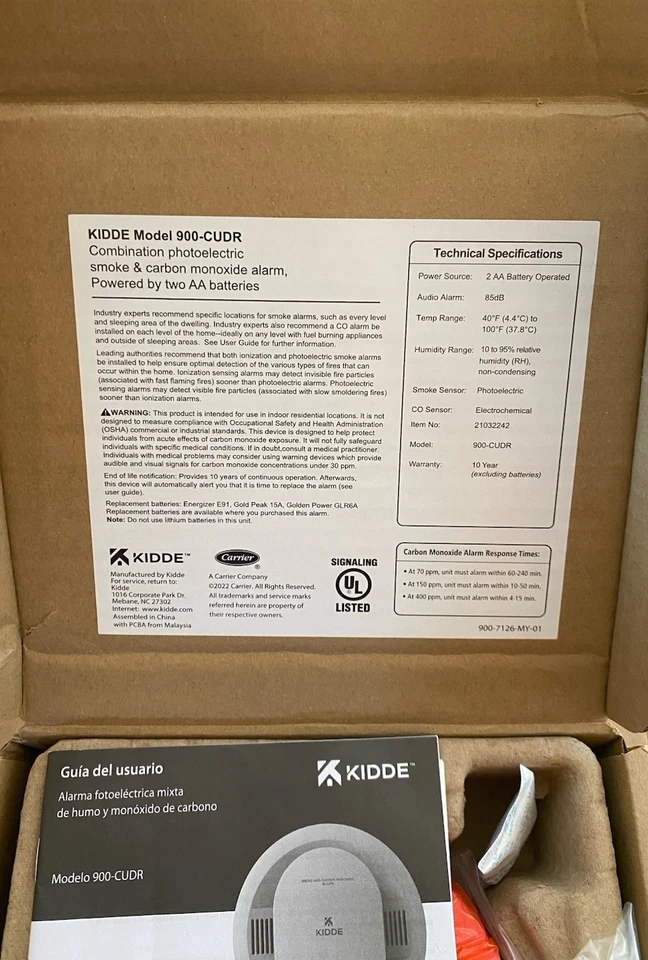 KIDDE Model 900-CUDR
Combination photoelectric
smoke & carbon monoxide alarm,
Powered by two AA batteries
Industry experts recommend specific locations for smoke alarms, such as every level
and sleeping area of the dwelling. Industry experts also recommend a CO alarm be
installed on each level of the home--ideally on any level with fuel burning appliances
and outside of sleeping areas. See User Guide for further information.
Leading authorities recommend that both ionization and photoelectric smoke alarms
be installed to help ensure optimal detection of the various types of fires that can
occur within the home. Ionization sensing alarms may detect invisible fire particles
(associated with fast flaming fires) sooner than photoelectric alarms. Photoelectric
sensing alarms may detect visible fire particles (associated with slow smoldering fires)
sooner than ionization alarms.
WARNING: This product is intended for use in indoor residential locations. It is not
designed to measure compliance with Occupational Safety and Health Administration
(OSHA) commercial or industrial standards. This device is designed to help protect
individuals from acute effects of carbon monoxide exposure. It will not fully safeguard
individuals with specific medical conditions. If in doubt,consult a medical practitioner.
Individuals with medical problems may consider using warning devices which provide
audible and visual signals for carbon monoxide concentrations under 30 ppm.
End of life notification: Provides 10 years of continuous operation. Afterwards,
this device will automatically alert you that it is time to replace the alarm (see
user guide).
Replacement batteries: Energizer E91, Gold Peak 15A, Golden Power GLR6A
Replacement batteries are available where you purchased this alarm.
Note: Do not use lithium batteries in this unit.
Technical Specifications
Power Source: 2 AA Battery Operated
Audio Alarm: 85dB
Temp Range: 40°F (4.4°C) to
100°F (37.8°C)
Humidity Range: 10 to 95% relative
humidity (RH),
non-condensing
Smoke Sensor: Photoelectric
CO Sensor: Electrochemical
Item No: 21032242
Model: 900-CUDR
Warranty: 10 Year
(excluding batteries)
KIDDE™
Manufactured by Kidde
For service, return to:
Kidde
1016 Corporate Park Dr.
Mebane, NC 27302
Internet: www.kidde.com
Assembled in China
with PCBA from Malaysia
Carrier
A Carrier Company
©2022 Carrier. All Rights Reserved.
All trademarks and service marks
referred herein are property of
their respective owners.
SIGNALING
UL
LISTED
Carbon Monoxide Alarm Response Times:
• At 70 ppm, unit must alarm within 60-240 min.
• At 150 ppm, unit must alarm within 10-50 min.
• At 400 ppm, unit must alarm within 4-15 min.
900-7126-MY-01
Guía del usuario
KIDDE™
Alarma fotoeléctrica mixta
de humo y monóxido de carbono
Modelo 900-CUDR
KIDDE